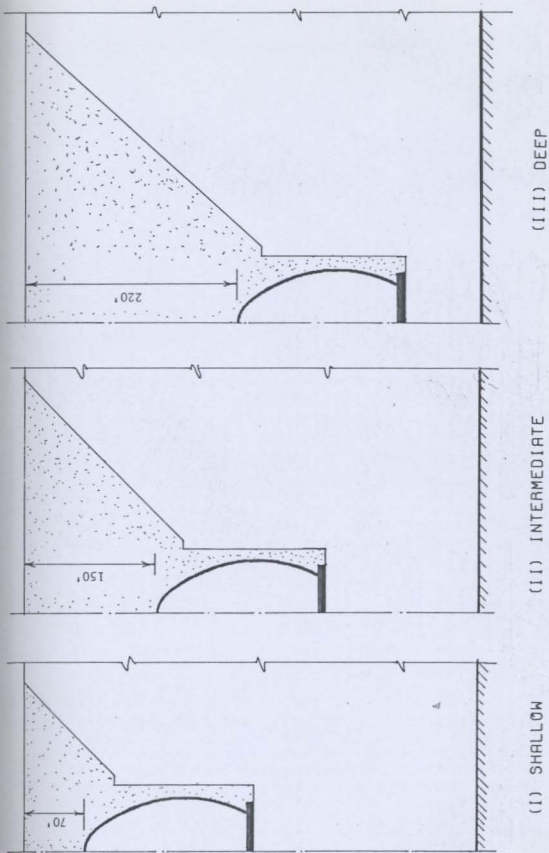 70'
(I) SHALLOW
150'
(II) INTERMEDIATE
220'
(III) DEEP